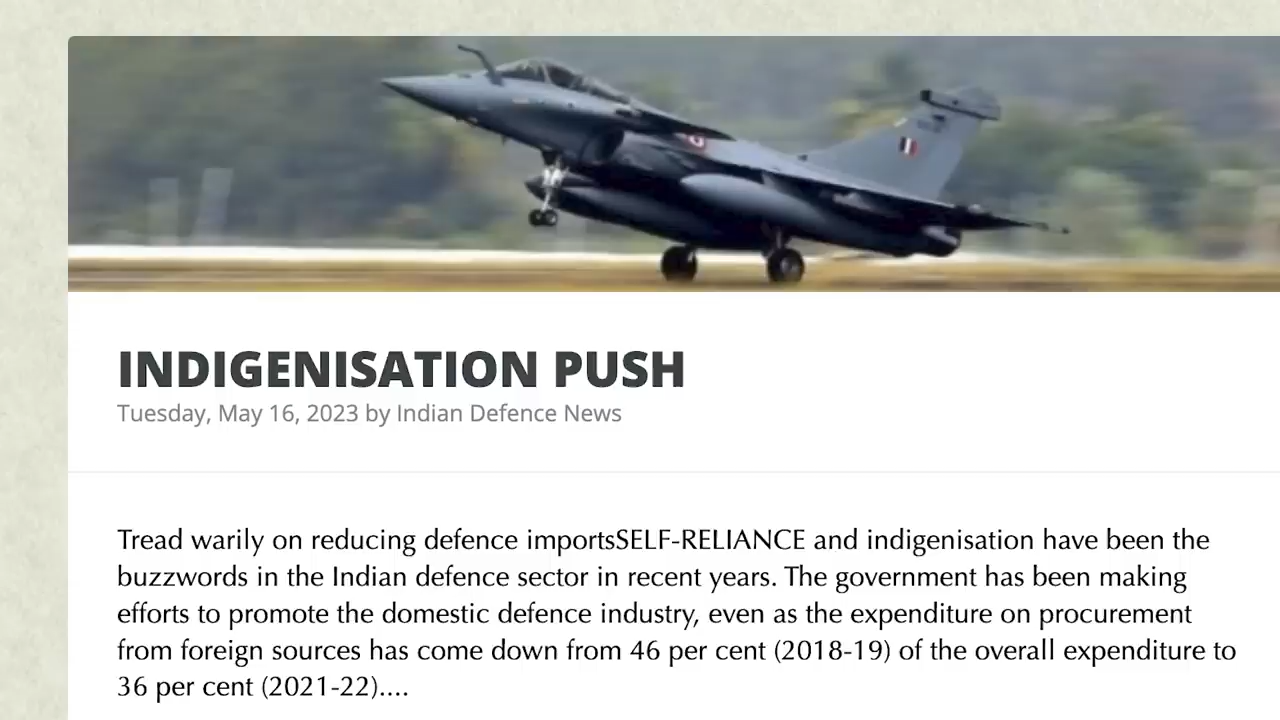 INDIGENISATION PUSH
Tuesday, May 16, 2023 by Indian Defence News
Tread warily on reducing defence importsSELF-RELIANCE and indigenisation have been the
buzzwords in the Indian defence sector in recent years. The government has been making
efforts to promote the domestic defence industry, even as the expenditure on procurement
from foreign sources has come down from 46 per cent (2018-19) of the overall expenditure to
36 per cent (2021-22)....